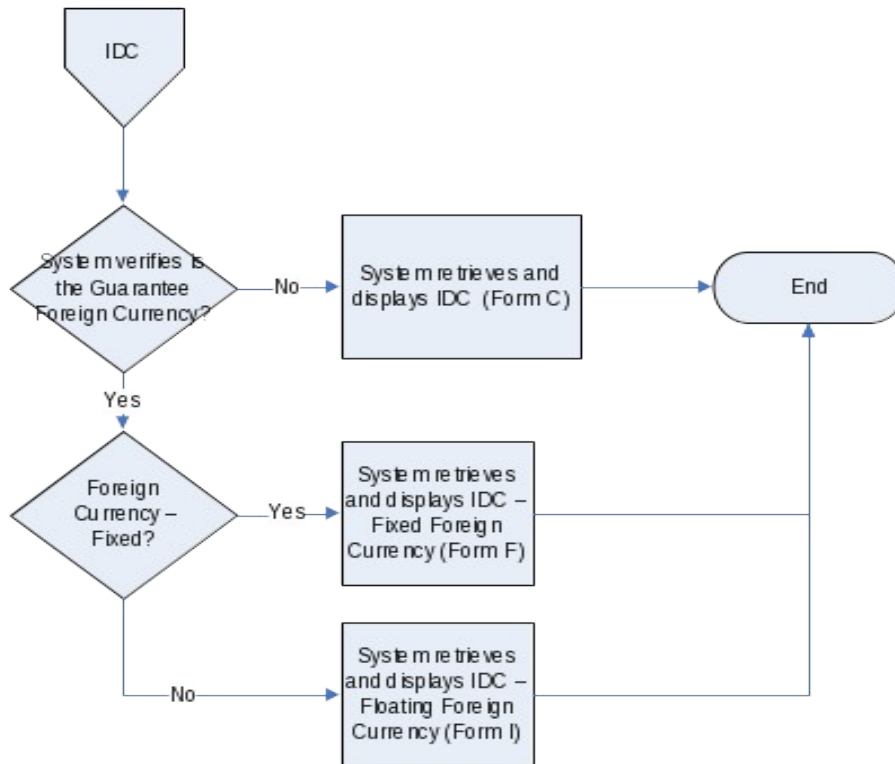 IDC
System verifies is
the Guarantee
Foreign Currency?
No
System retrieves and
displays IDC (Form C)
End
Yes
Foreign
Currency –
Fixed?
Yes
System retrieves
and displays IDC –
Fixed Foreign
Currency (Form F)
No
System retrieves
and displays IDC –
Floating Foreign
Currency (Form I)